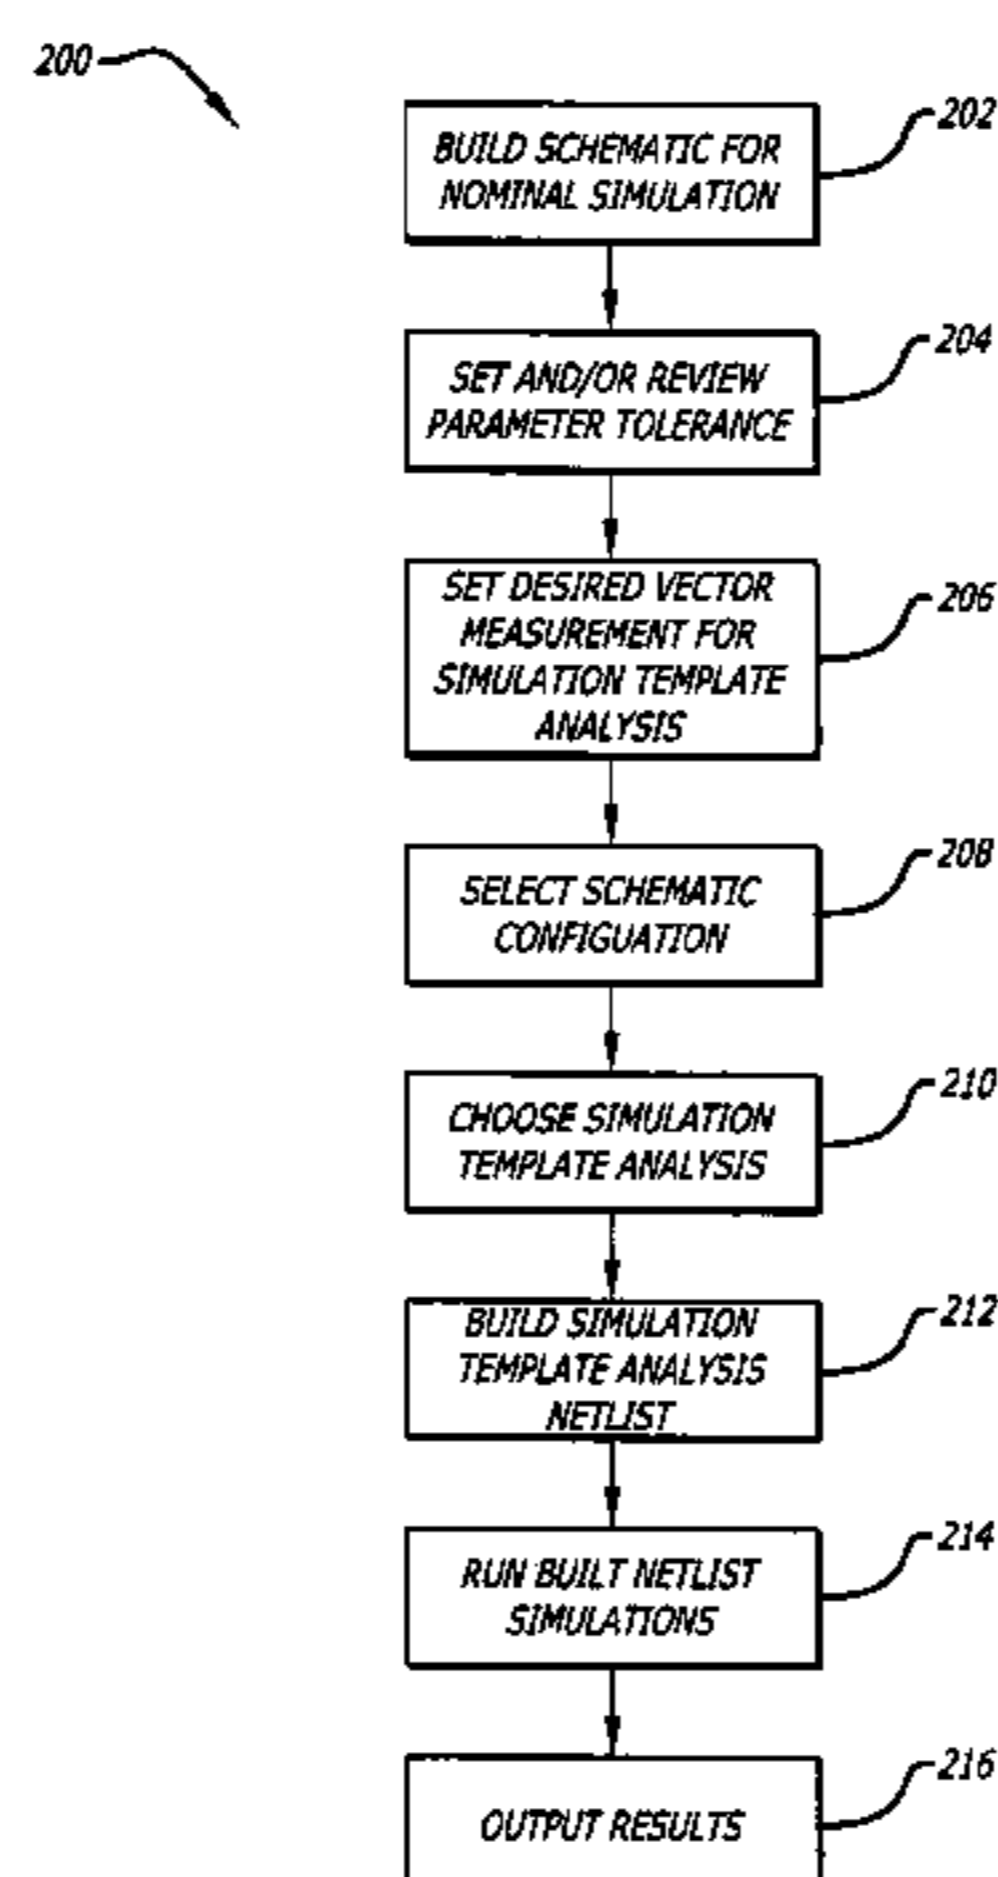 200
202
BUILD SCHEMATIC FOR
NOMINAL SIMULATION
204
SET AND/OR REVIEW
PARAMETER TOLERANCE
206
SET DESIRED VECTOR
MEASUREMENT FOR
SIMULATION TEMPLATE
ANALYSIS
208
SELECT SCHEMATIC
CONFIGUATION
210
CHOOSE SIMULATION
TEMPLATE ANALYSIS
212
BUILD SIMULATION
TEMPLATE ANALYSIS
NETLIST
214
RUN BUILT NETLIST
SIMULATIONS
216
OUTPUT RESULTS